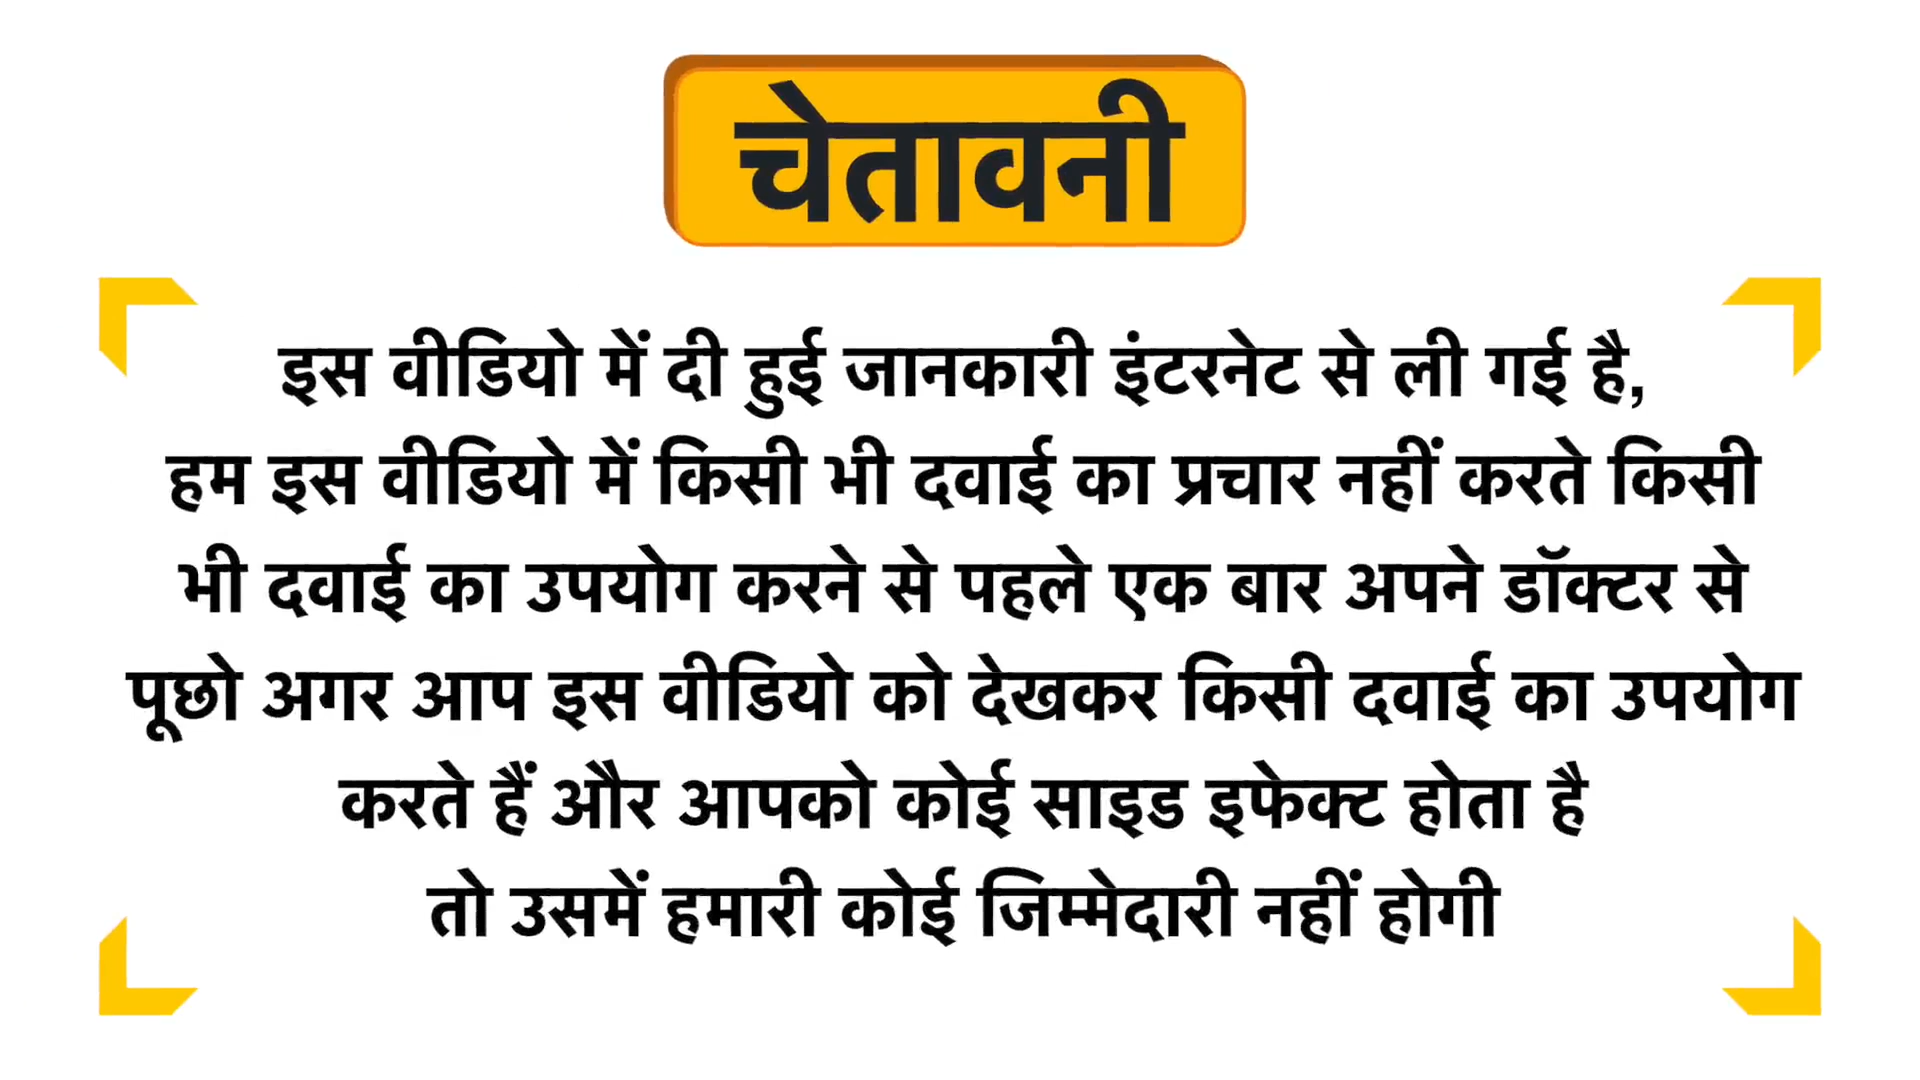 चेतावनी
इस वीडियो में दी हुई जानकारी इंटरनेट से ली गई है,
हम इस वीडियो में किसी भी दवाई का प्रचार नहीं करते किसी
भी दवाई का उपयोग करने से पहले एक बार अपने डॉक्टर से
पूछो अगर आप इस वीडियो को देखकर किसी दवाई का उपयोग
करते हैं और आपको कोई साइड इफेक्ट होता है
तो उसमें हमारी कोई जिम्मेदारी नहीं होगी